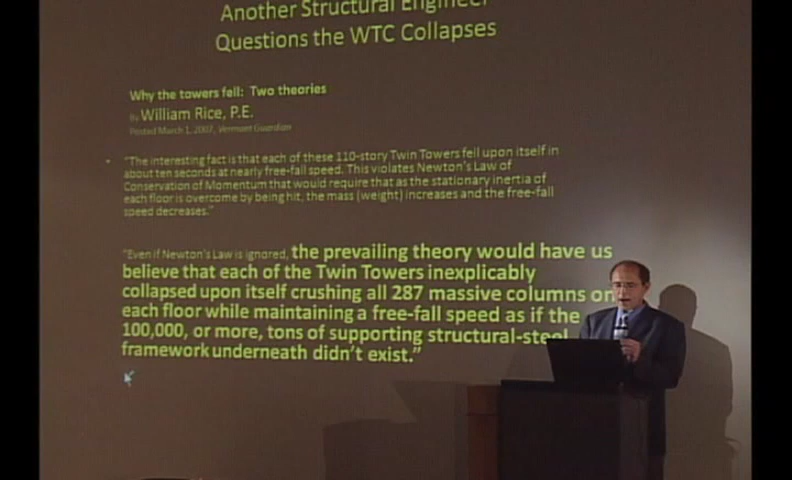 Another Structural Engineer
Questions the WTC Collapses
Why the towers fell: Two theories
By William Rice, P.E.
Posted March 1, 2007, Vermont Guardian
"The interesting fact is that each of these 110-story Twin Towers fell upon itself in
about ten seconds at nearly free-fall speed. This violates Newton's Law of
Conservation of Momentum that would require that as the stationary inertia of
each floor is overcome by being hit, the mass (weight) increases and the free-fall
speed decreases."
"Even if Newton's Law is ignored, the prevailing theory would have us
believe that each of the Twin Towers inexplicably
collapsed upon itself crushing all 287 massive columns on
each floor while maintaining a free-fall speed as if the
100,000, or more, tons of supporting structural-steel
framework underneath didn't exist."